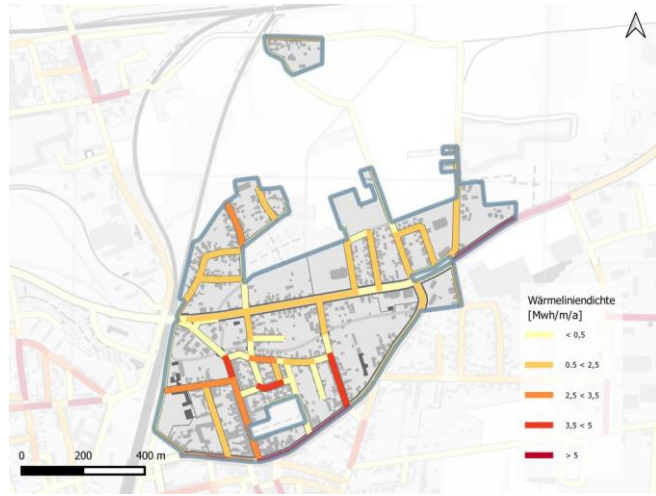 Wärmeliniendichte
[Mwh/m/a]
< 0,5
0.5 < 2,5
2,5 < 3,5
3,5 < 5
> 5
0 200 400 m